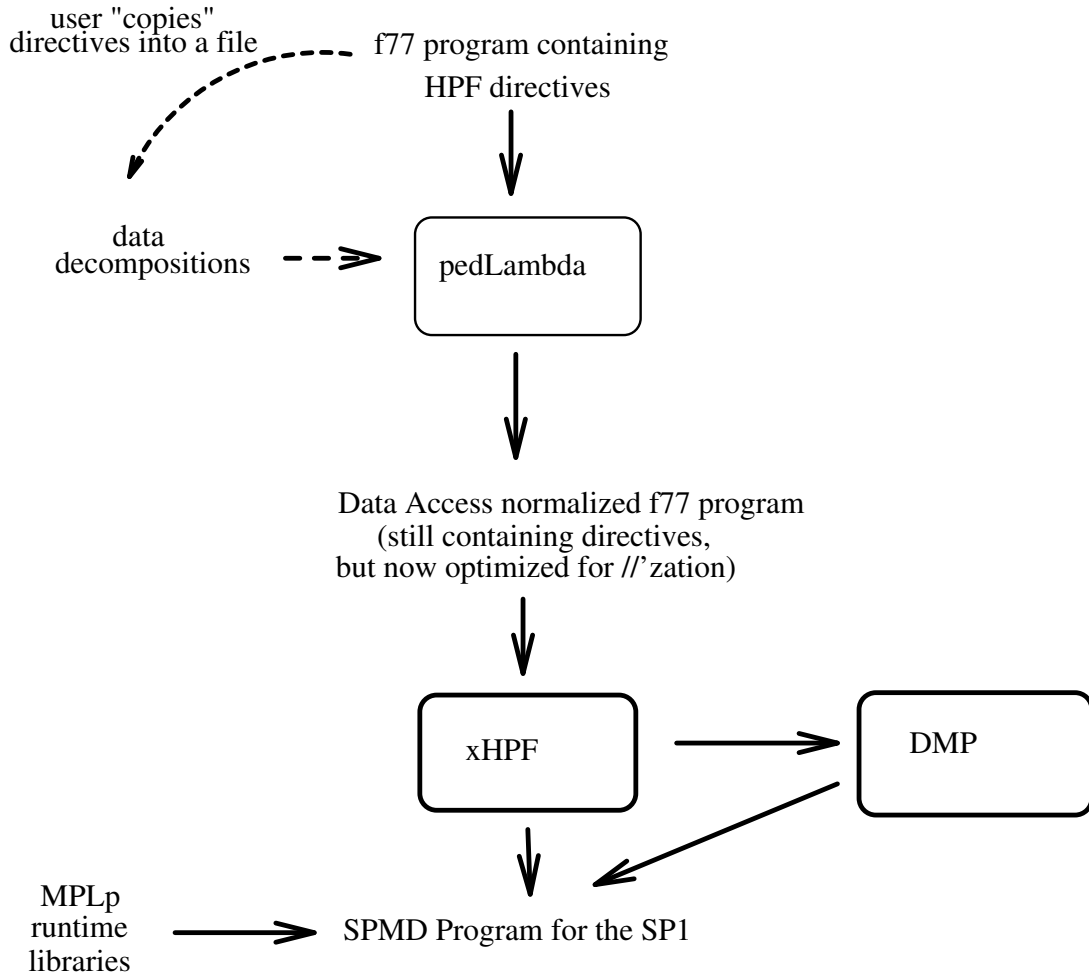 user "copies"
directives into a file
f77 program containing
HPF directives
data
decompositions
pedLambda
Data Access normalized f77 program
(still containing directives,
but now optimized for //'zation)
xHPF
DMP
MPLp
runtime
libraries
SPMD Program for the SP1